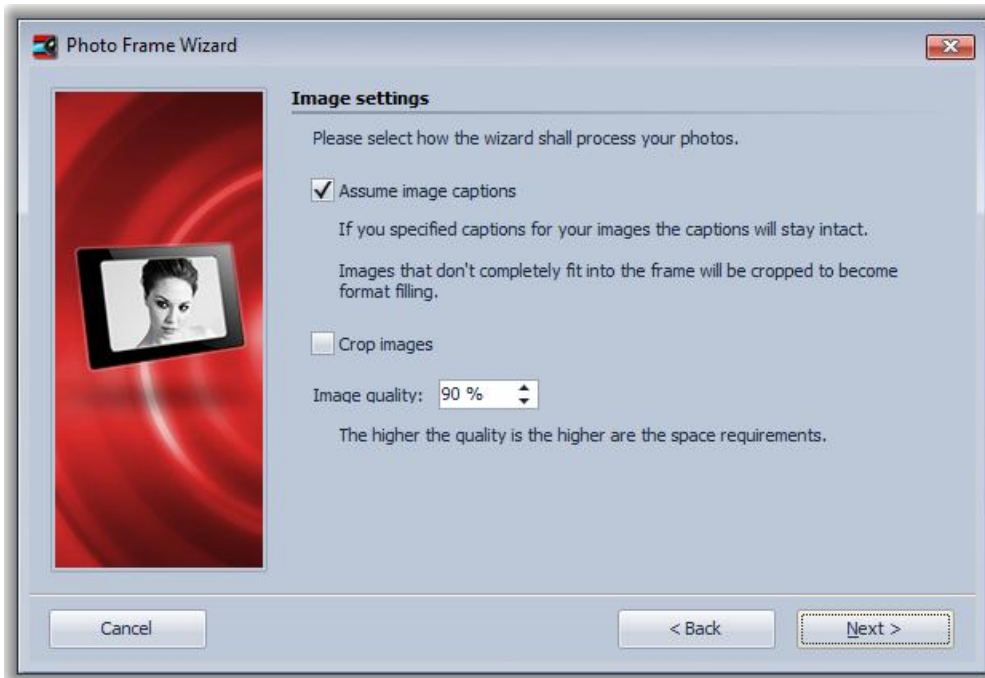 Photo Frame Wizard
Image settings
Please select how the wizard shall process your photos.
Assume image captions
If you specified captions for your images the captions will stay intact.
Images that don't completely fit into the frame will be cropped to become
format filling.
Crop images
Image quality: 90 %
The higher the quality is the higher are the space requirements.
Cancel
< Back
Next >